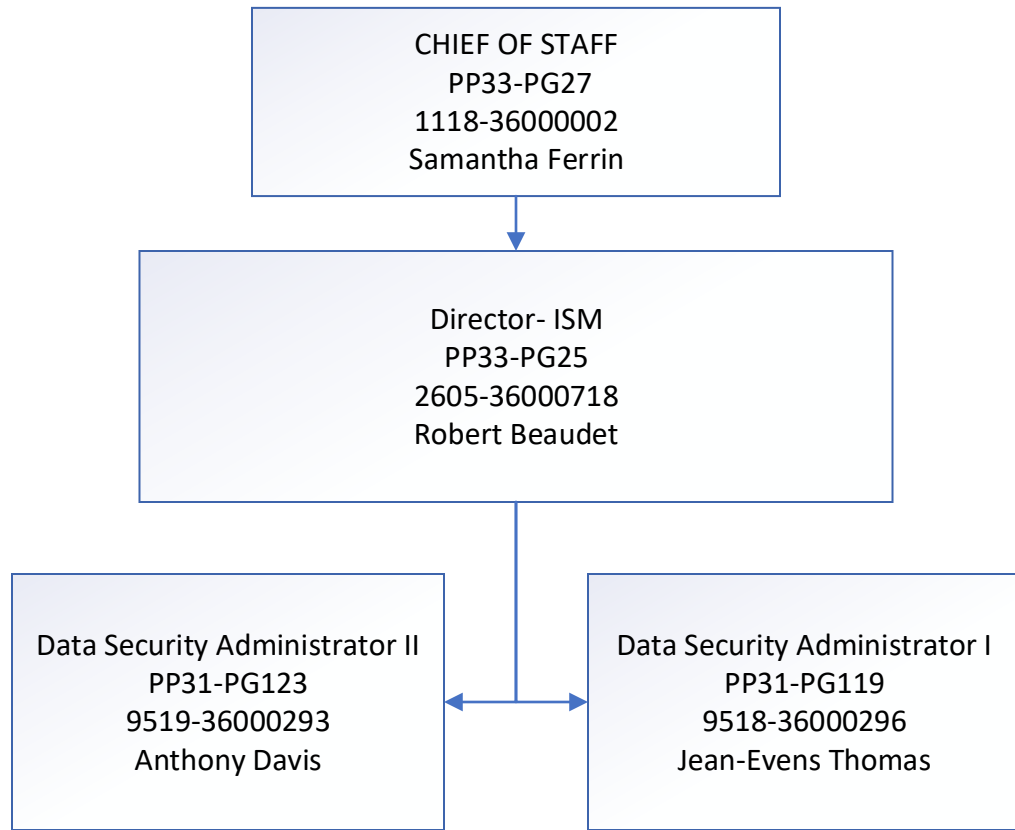 CHIEF OF STAFF
PP33-PG27
1118-36000002
Samantha Ferrin
Director- ISM
PP33-PG25
2605-36000718
Robert Beaudet
Data Security Administrator II
PP31-PG123
9519-36000293
Anthony Davis
Data Security Administrator I
PP31-PG119
9518-36000296
Jean-Evens Thomas